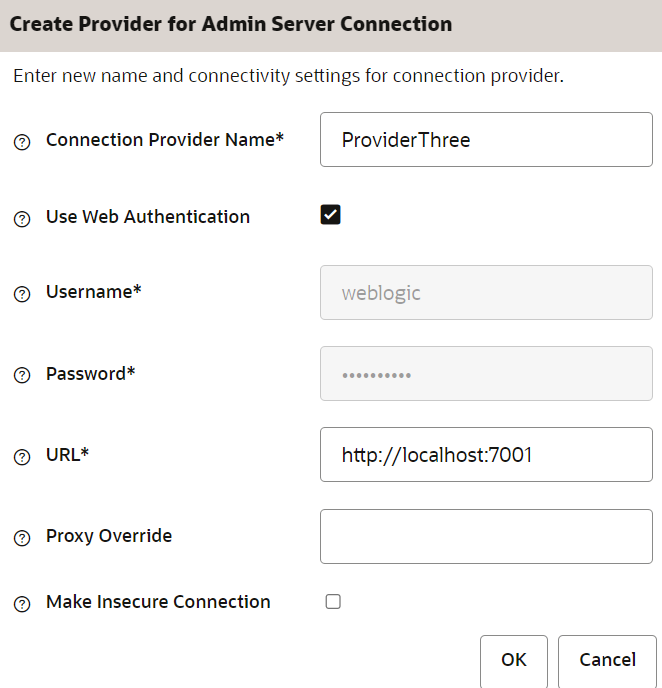 Create Provider for Admin Server Connection
Enter new name and connectivity settings for connection provider.
Connection Provider Name* ProviderThree
Use Web Authentication
Username* weblogic
Password* ••••••••••
URL* http://localhost:7001
Proxy Override
Make Insecure Connection
OK Cancel